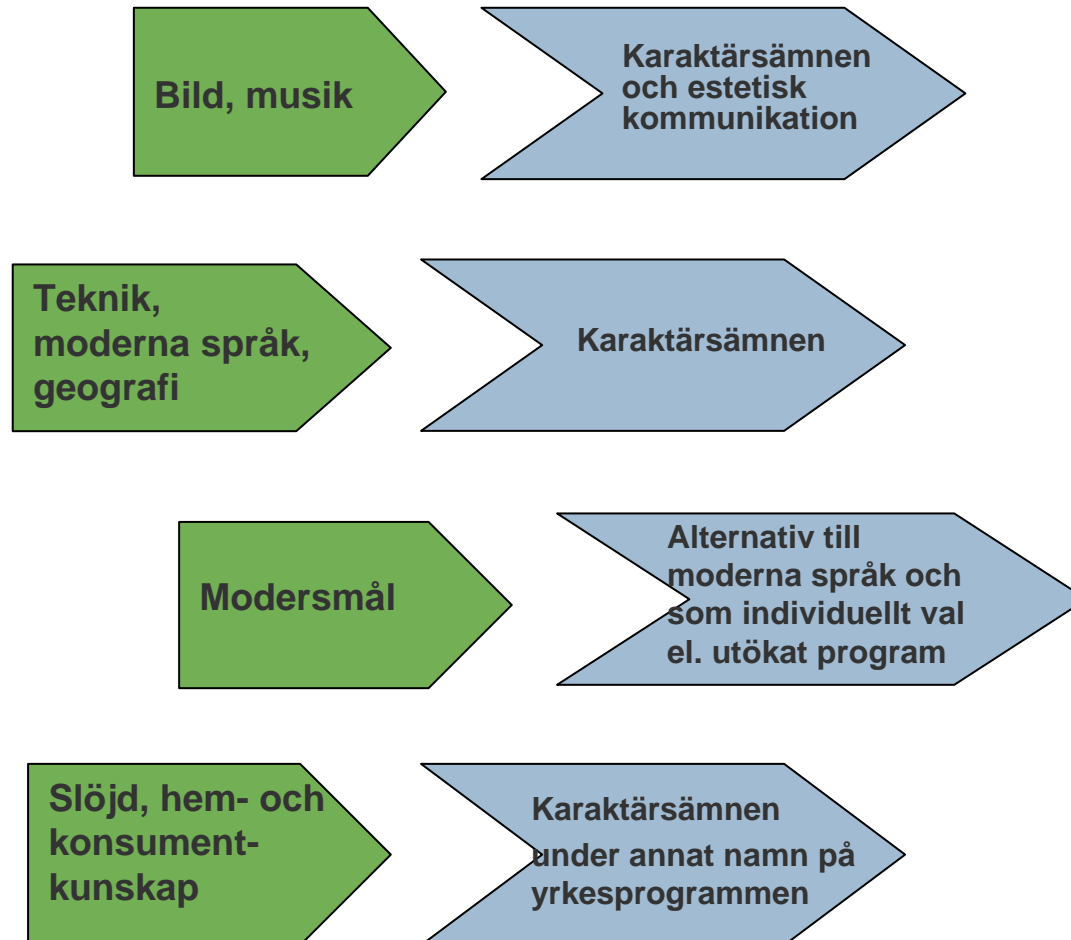 Bild, musik
Karaktärsämnen
och estetisk
kommunikation
Teknik,
moderna språk,
geografi
Karaktärsämnen
Modersmål
Alternativ till
moderna språk och
som individuellt val
el. utökat program
Slöjd, hem- och
konsument-
kunskap
Karaktärsämnen
under annat namn på
yrkesprogrammen